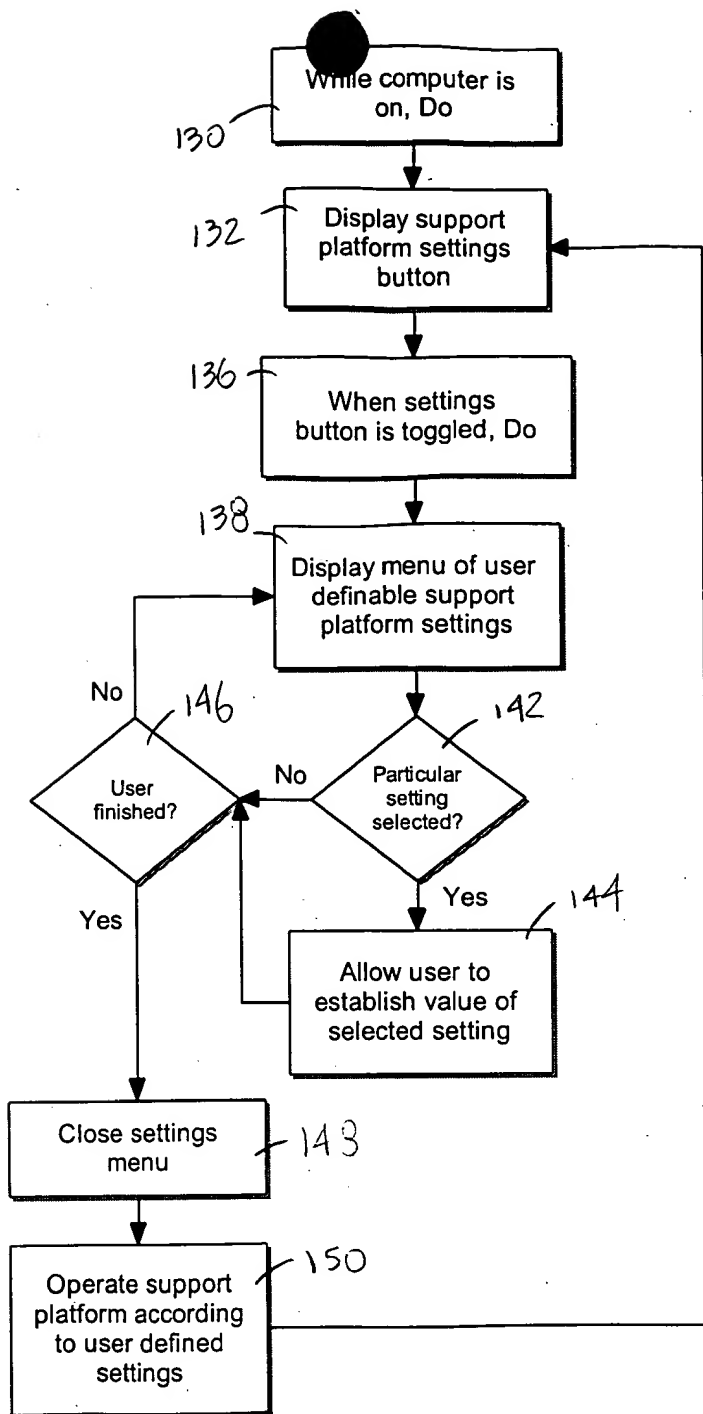 While computer is
on, Do
130
132
Display support
platform settings
button
136
When settings
button is toggled, Do
138
Display menu of user
definable support
platform settings
No
146
142
User
finished?
No
Particular
setting
selected?
Yes
Yes
144
Allow user to
establish value of
selected setting
Close settings
menu
143
150
Operate support
platform according
to user defined
settings